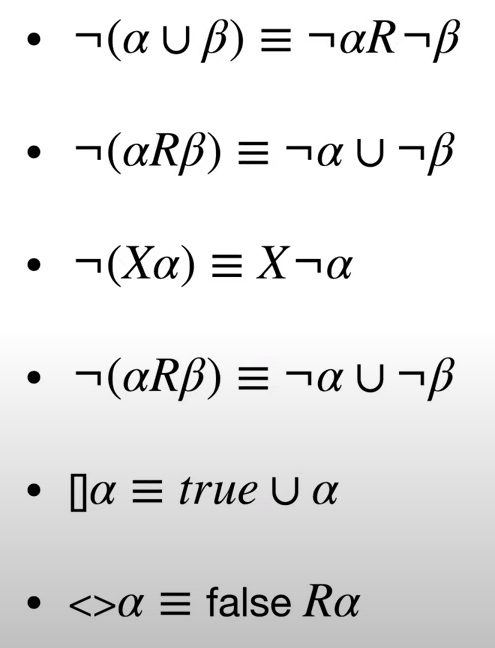 • ¬(α ∪ β) ≡ ¬αR¬β
• ¬(αRβ) ≡ ¬α ∪ ¬β
• ¬(Xα) ≡ X¬α
• ¬(αRβ) ≡ ¬α ∪ ¬β
• []α ≡ true ∪ α
• <>α ≡ false Rα